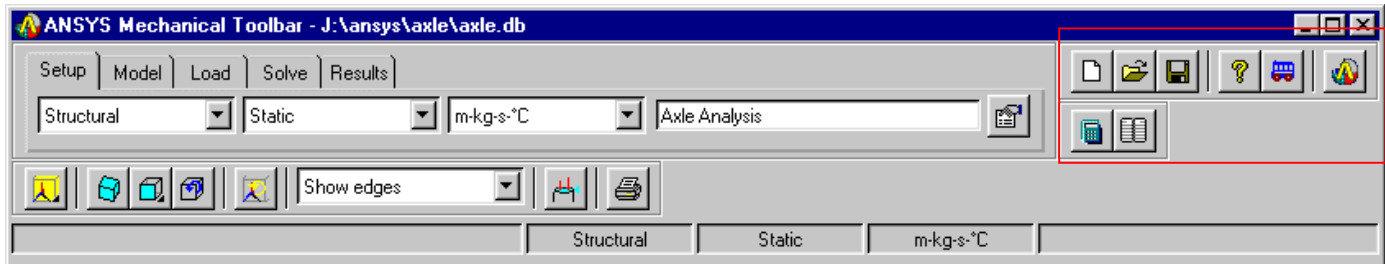 ANSYS Mechanical Toolbar - J:\ansys\axle\axle.db
Setup Model Load Solve Results
Structural Static m-kg-s-°C Axle Analysis
Show edges
Structural Static m-kg-s-°C